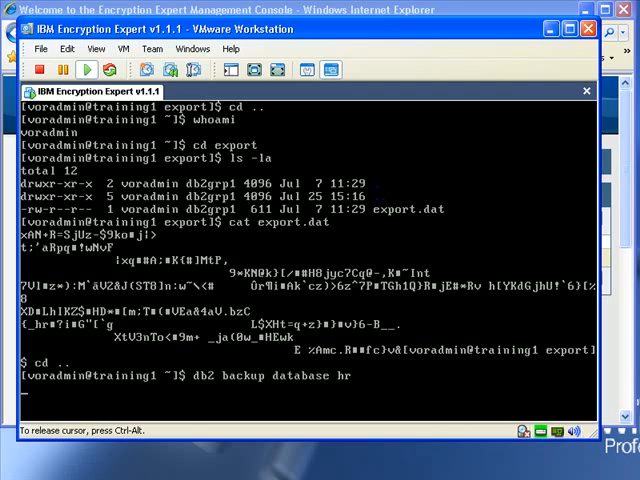 Welcome to the Encryption Expert Management Console - Windows Internet Explorer
IBM Encryption Expert v1.1.1 - VMware Workstation
File Edit View VM Team Windows Help
IBM Encryption Expert v1.1.1
[voradmin@training1 export]$ cd ..
[voradmin@training1 ~]$ whoami
voradmin
[voradmin@training1 ~]$ cd export
[voradmin@training1 export]$ ls -la
total 12
drwxr-xr-x 2 voradmin db2grp1 4096 Jul 7 11:29 .
drwxr-xr-x 5 voradmin db2grp1 4096 Jul 25 15:16 ..
-rw-r--r-- 1 voradmin db2grp1 611 Jul 7 11:29 export.dat
[voradmin@training1 export]$ cat export.dat
[voradmin@training1 export]
$ cd ..
[voradmin@training1 ~]$ db2 backup database hr
To release cursor, press Ctrl-Alt.
Profe